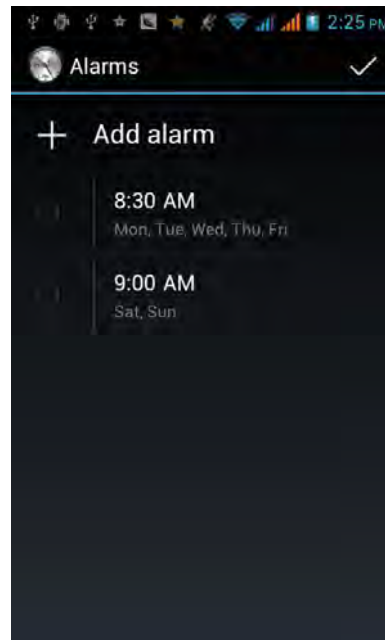 2:25 PM
Alarms
Add alarm
8:30 AM
Mon, Tue, Wed, Thu, Fri
9:00 AM
Sat, Sun